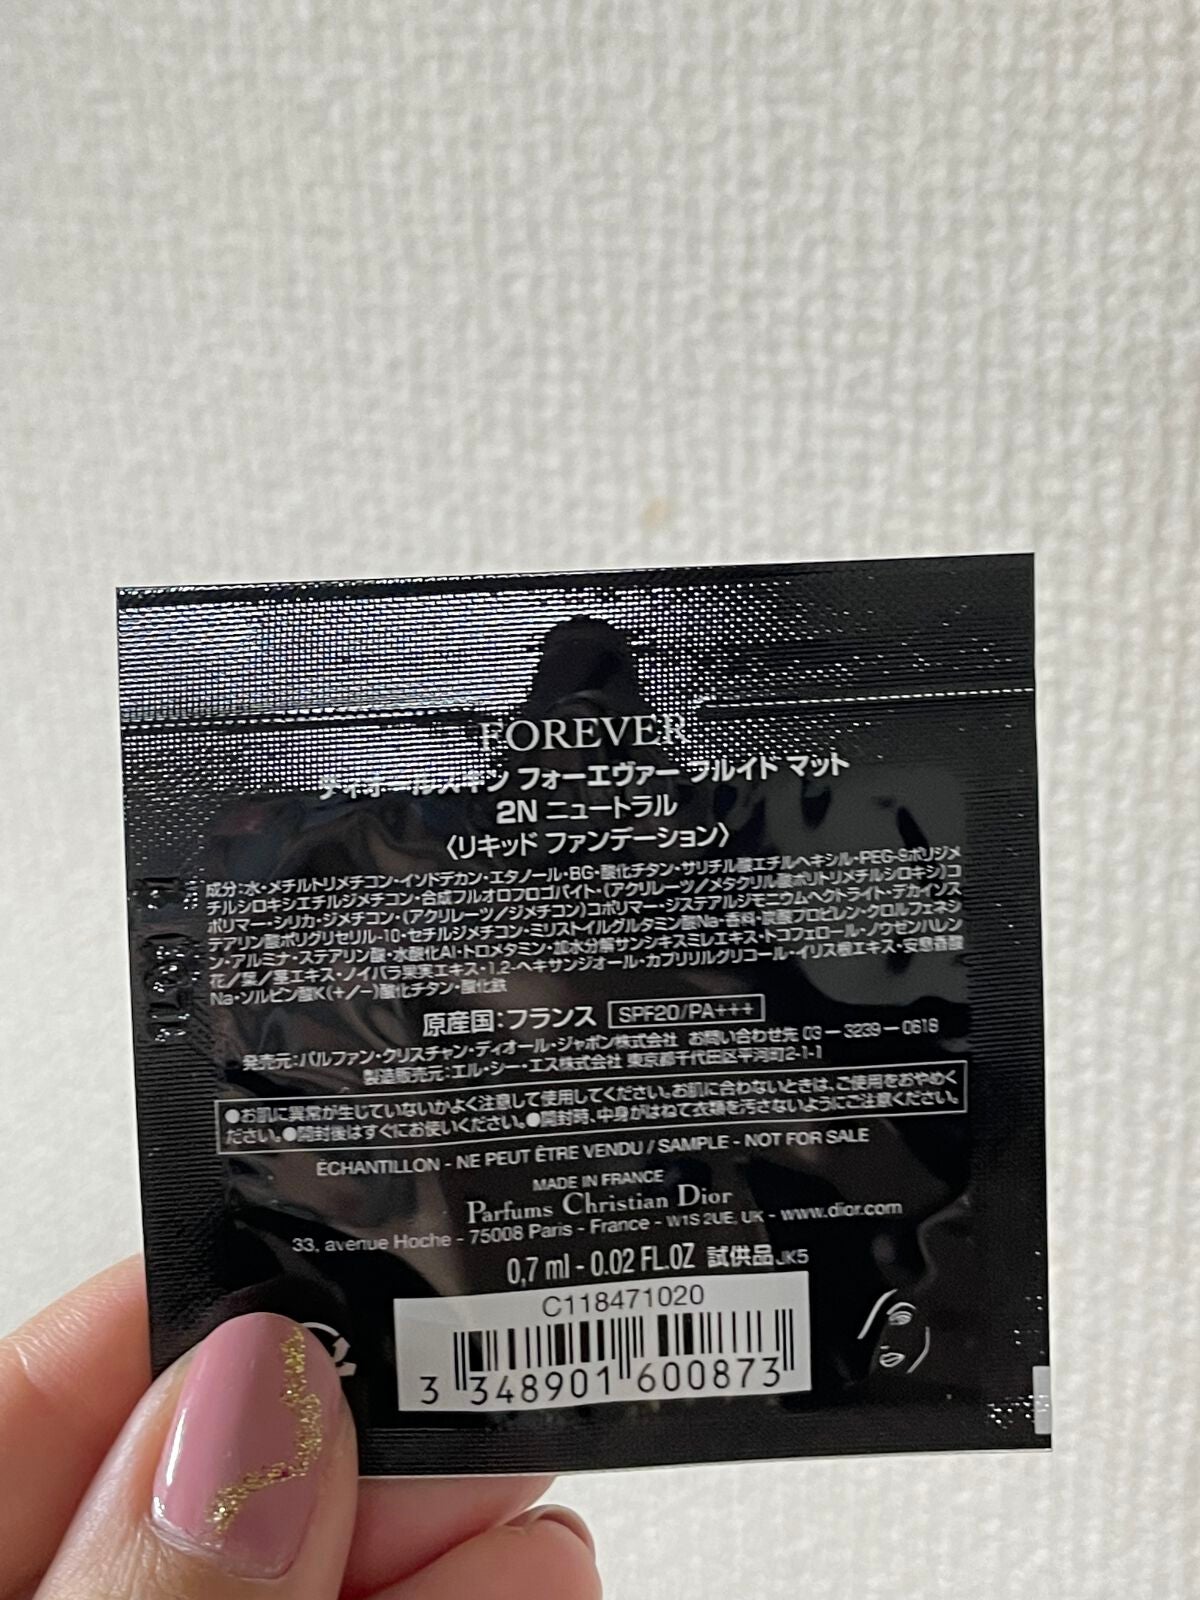 FOREVER
ディオールスキン フォーエヴァー フルイド マット
2N ニュートラル
〈リキッド ファンデーション〉
成分:水・メチルトリメチコン・イソドデカン・エタノール・BG・酸化チタン・サリチル酸エチルヘキシル・PEG-9ポリジメ
チルシロキシエチルジメチコン・合成フルオロフロゴパイト・(アクリレーツ/メタクリル酸ポリトリメチルシロキシ)コ
ポリマー・シリカ・ジメチコン・(アクリレーツ/ジメチコン)コポリマー・ジステアルジモニウムヘクトライト・デカイソス
テアリン酸ポリグリセリル-10・セチルジメチコン・ミリストイルグルタミン酸Na・香料・炭酸プロピレン・クロルフェネシ
ン・アルミナ・ステアリン酸・水酸化Al・トロメタミン・加水分解サンシキスミレエキス・トコフェロール・ノウゼンハレン
花/葉/茎エキス・ノイバラ果実エキス・1,2-ヘキサンジオール・カプリリルグリコール・イリス根エキス・安息香酸
Na・ソルビン酸K(+/-)酸化チタン・酸化鉄
原産国:フランス SPF20/PA+++
発売元:パルファン・クリスチャン・ディオール・ジャポン株式会社 お問い合わせ先 03-3239-0618
製造販売元:エル・シー・エス株式会社 東京都千代田区平河町2-1-1
●お肌に異常が生じていないかよく注意して使用してください。お肌に合わないときは、ご使用をおやめく
ださい。●開封後はすぐにお使いください。●開封時、中身がはねて衣類を汚さないようにご注意ください。
ÉCHANTILLON - NE PEUT ÊTRE VENDU / SAMPLE - NOT FOR SALE
MADE IN FRANCE
Parfums Christian Dior
33, avenue Hoche - 75008 Paris - France - W1S 2UE, UK - www.dior.com
0,7 ml - 0.02 FL.OZ 試供品 JK5
C118471020
3 348901 600873